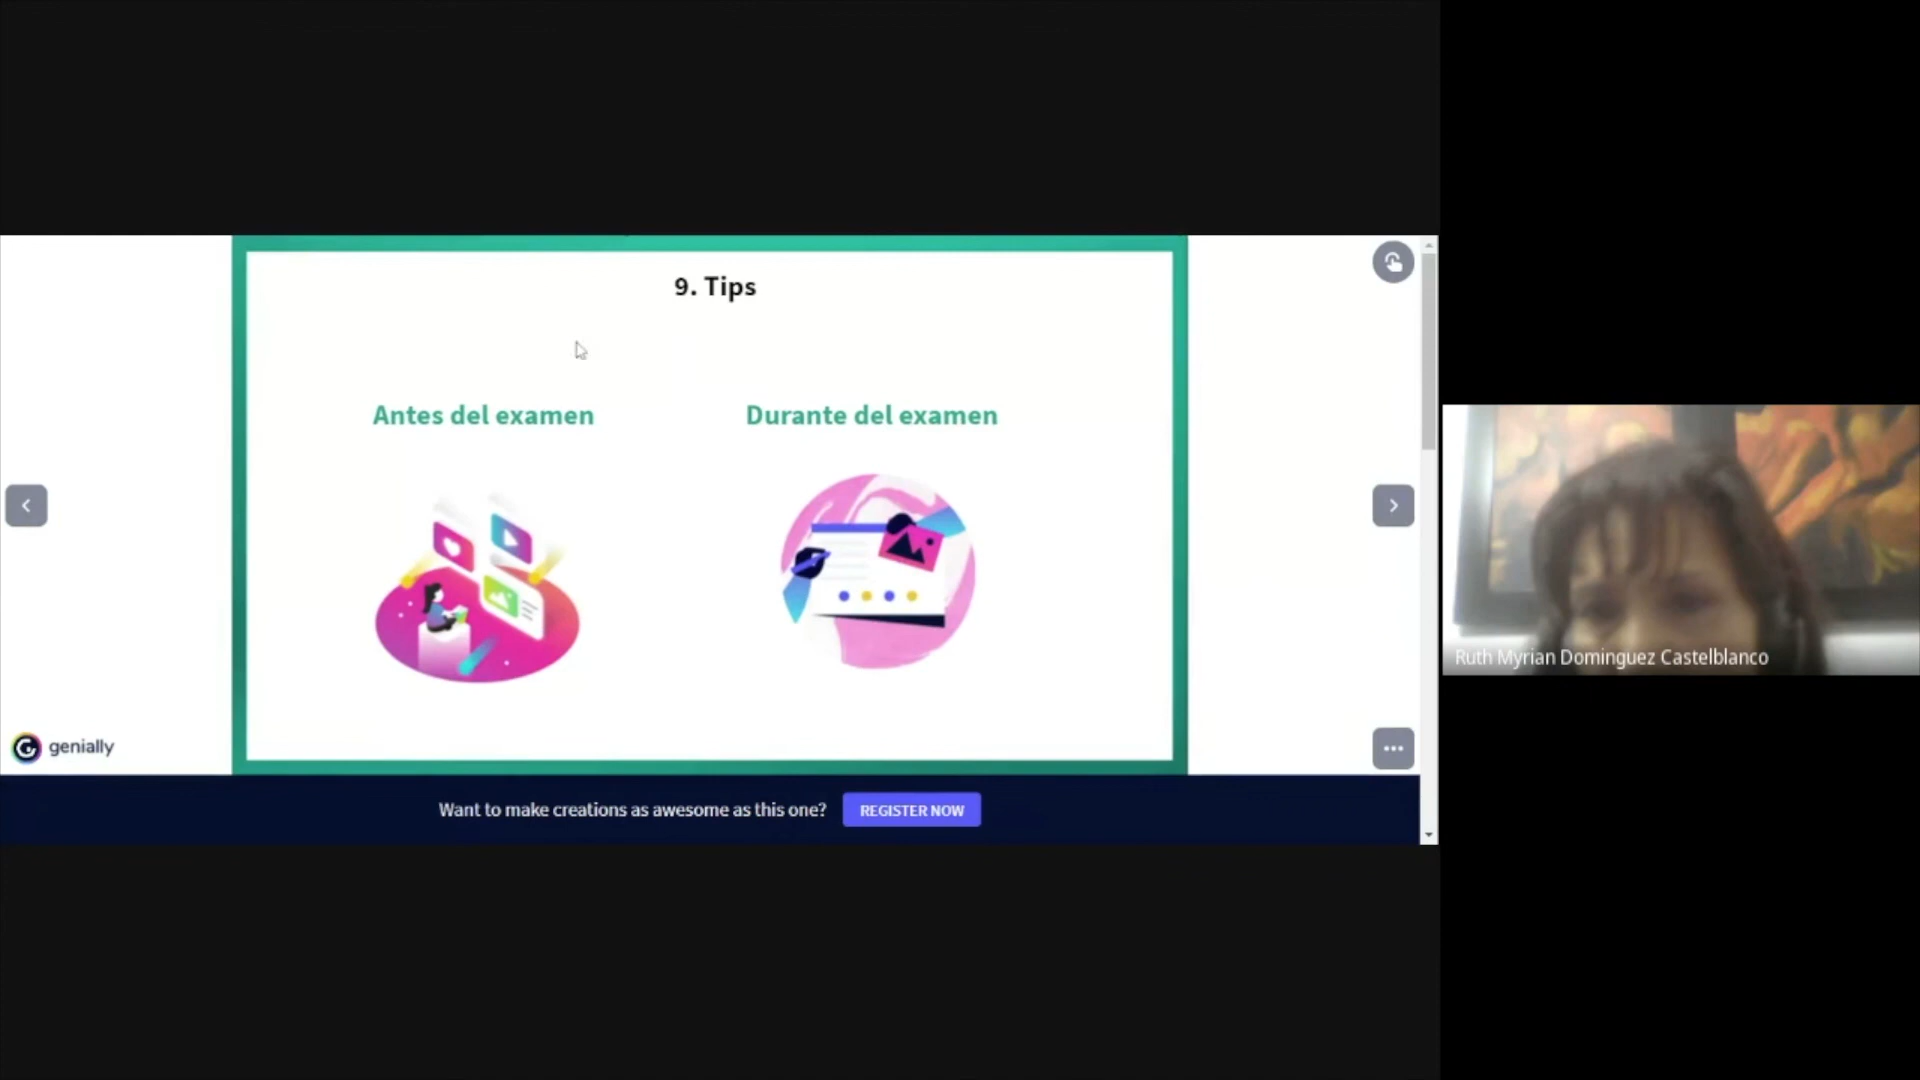 9. Tips
Antes del examen
Durante del examen
genially
Want to make creations as awesome as this one?
REGISTER NOW
Ruth Myrian Dominguez Castelblanco